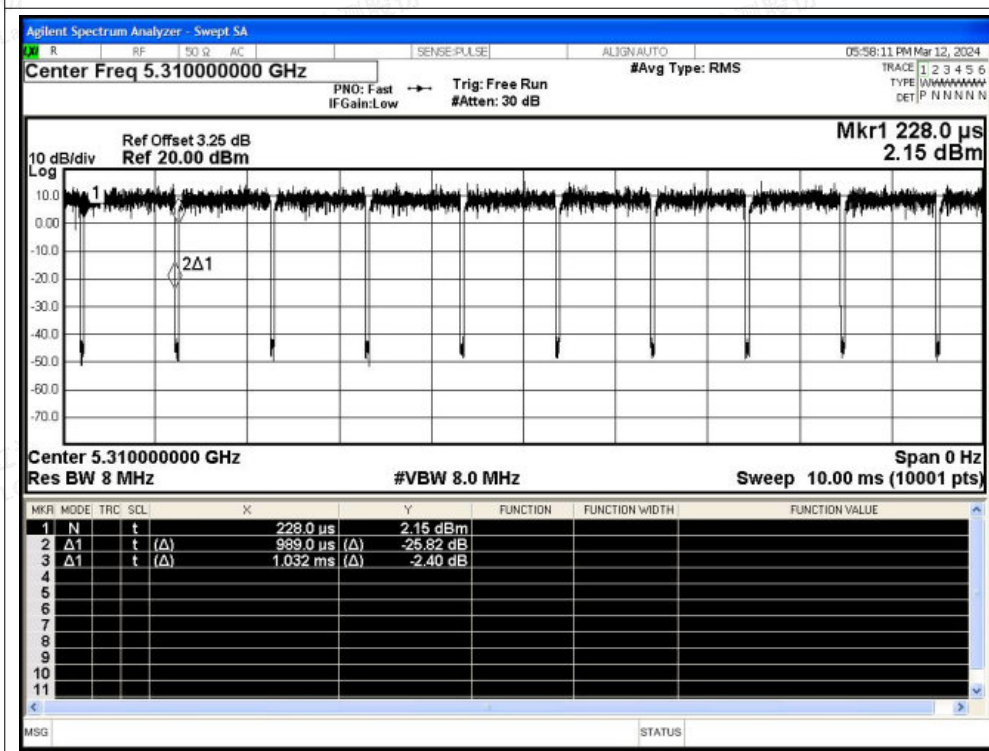 Agilent Spectrum Analyzer - Swept SA
R RF 50 Ω AC SENSE:PULSE ALIGN AUTO 05:58:11 PM Mar 12, 2024
Center Freq 5.310000000 GHz
PNO: Fast
IFGain:Low
Trig: Free Run
#Atten: 30 dB
#Avg Type: RMS
TRACE 1 2 3 4 5 6
TYPE WWWWWW
DET P N N N N N
Mkr1 228.0 µs
2.15 dBm
Ref Offset 3.25 dB
10 dB/div Ref 20.00 dBm
Log
10.0
0.00
-10.0
-20.0
-30.0
-40.0
-50.0
-60.0
-70.0
1
2Δ1
Center 5.310000000 GHz Span 0 Hz
Res BW 8 MHz #VBW 8.0 MHz Sweep 10.00 ms (10001 pts)
MKR MODE TRC SCL X Y FUNCTION FUNCTION WIDTH FUNCTION VALUE
1 N t 228.0 µs 2.15 dBm
2 Δ1 t (Δ) 989.0 µs (Δ) -25.82 dB
3 Δ1 t (Δ) 1.032 ms (Δ) -2.40 dB
4
5
6
7
8
9
10
11
MSG STATUS